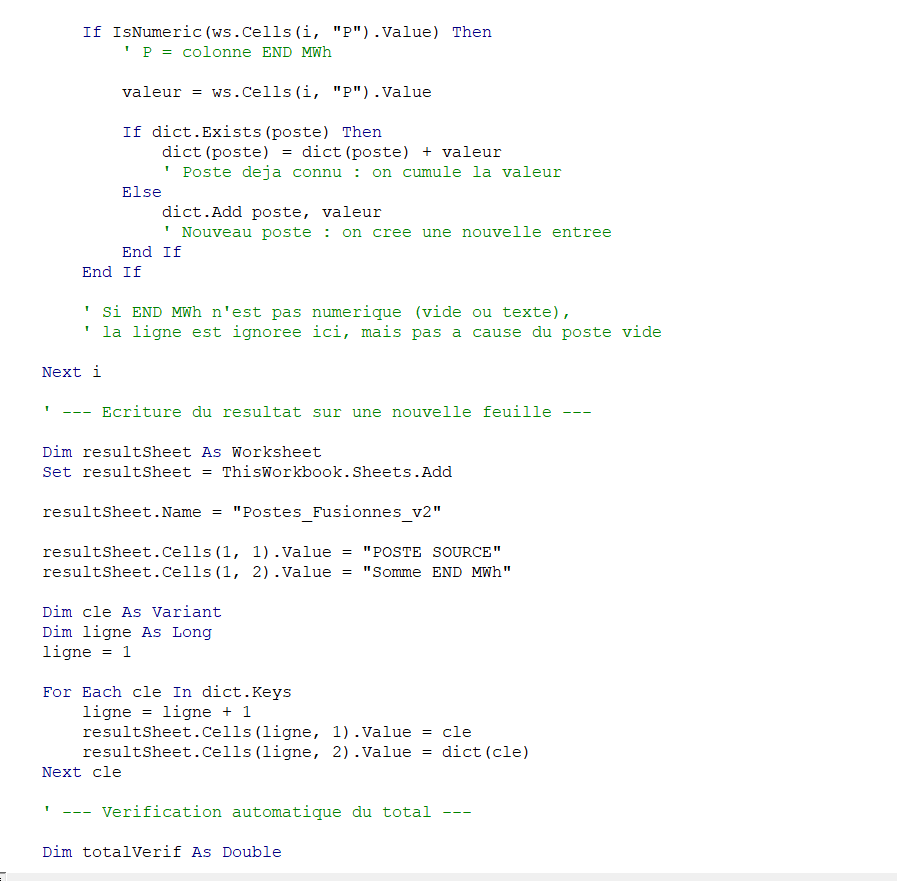 If IsNumeric(ws.Cells(i, "P").Value) Then
' P = colonne END MWh
valeur = ws.Cells(i, "P").Value
If dict.Exists(poste) Then
dict(poste) = dict(poste) + valeur
' Poste deja connu : on cumule la valeur
Else
dict.Add poste, valeur
' Nouveau poste : on cree une nouvelle entree
End If
End If
' Si END MWh n'est pas numerique (vide ou texte),
' la ligne est ignoree ici, mais pas a cause du poste vide
Next i
' --- Ecriture du resultat sur une nouvelle feuille ---
Dim resultSheet As Worksheet
Set resultSheet = ThisWorkbook.Sheets.Add
resultSheet.Name = "Postes_Fusionnes_v2"
resultSheet.Cells(1, 1).Value = "POSTE SOURCE"
resultSheet.Cells(1, 2).Value = "Somme END MWh"
Dim cle As Variant
Dim ligne As Long
ligne = 1
For Each cle In dict.Keys
ligne = ligne + 1
resultSheet.Cells(ligne, 1).Value = cle
resultSheet.Cells(ligne, 2).Value = dict(cle)
Next cle
' --- Verification automatique du total ---
Dim totalVerif As Double